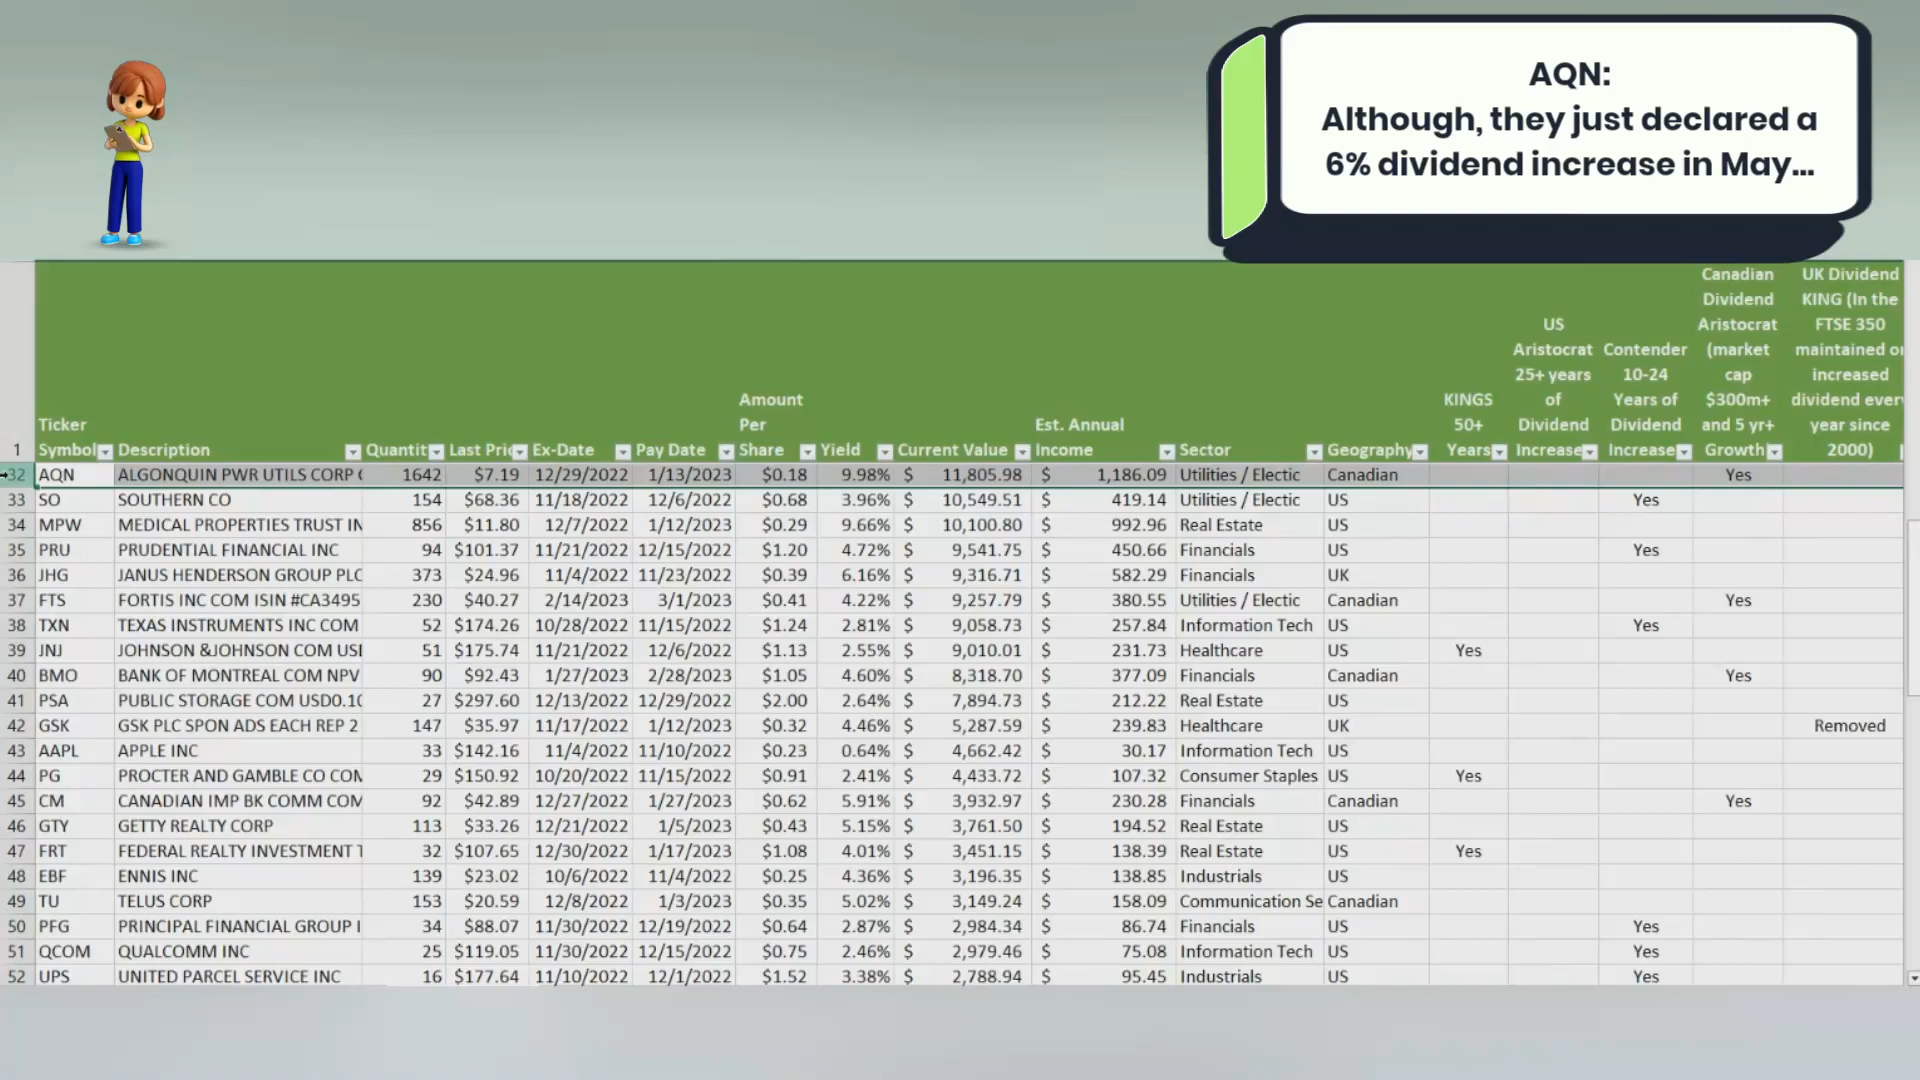 AQN:
Although, they just declared a
6% dividend increase in May...
Canadian UK Dividend
Dividend KING (In the
US Aristocrat FTSE 350
Aristocrat Contender (market maintained or
25+ years 10-24 cap increased
Amount KINGS of Years of $300m+ dividend every
Ticker Per Est. Annual 50+ Dividend Dividend and 5 yr+ year since
1 Symbol Description Quantit Last Pric Ex-Date Pay Date Share Yield Current Value Income Sector Geography Years Increase Increase Growth 2000)
32 AQN ALGONQUIN PWR UTILS CORP 1642 $7.19 12/29/2022 1/13/2023 $0.18 9.98% $ 11,805.98 $ 1,186.09 Utilities / Electic Canadian Yes
33 SO SOUTHERN CO 154 $68.36 11/18/2022 12/6/2022 $0.68 3.96% $ 10,549.51 $ 419.14 Utilities / Electic US Yes
34 MPW MEDICAL PROPERTIES TRUST IN 856 $11.80 12/7/2022 1/12/2023 $0.29 9.66% $ 10,100.80 $ 992.96 Real Estate US
35 PRU PRUDENTIAL FINANCIAL INC 94 $101.37 11/21/2022 12/15/2022 $1.20 4.72% $ 9,541.75 $ 450.66 Financials US Yes
36 JHG JANUS HENDERSON GROUP PLC 373 $24.96 11/4/2022 11/23/2022 $0.39 6.16% $ 9,316.71 $ 582.29 Financials UK
37 FTS FORTIS INC COM ISIN #CA3495 230 $40.27 2/14/2023 3/1/2023 $0.41 4.22% $ 9,257.79 $ 380.55 Utilities / Electic Canadian Yes
38 TXN TEXAS INSTRUMENTS INC COM 52 $174.26 10/28/2022 11/15/2022 $1.24 2.81% $ 9,058.73 $ 257.84 Information Tech US Yes
39 JNJ JOHNSON &JOHNSON COM USI 51 $175.74 11/21/2022 12/6/2022 $1.13 2.55% $ 9,010.01 $ 231.73 Healthcare US Yes
40 BMO BANK OF MONTREAL COM NPV 90 $92.43 1/27/2023 2/28/2023 $1.05 4.60% $ 8,318.70 $ 377.09 Financials Canadian Yes
41 PSA PUBLIC STORAGE COM USD0.10 27 $297.60 12/13/2022 12/29/2022 $2.00 2.64% $ 7,894.73 $ 212.22 Real Estate US
42 GSK GSK PLC SPON ADS EACH REP 2 147 $35.97 11/17/2022 1/12/2023 $0.32 4.46% $ 5,287.59 $ 239.83 Healthcare UK Removed
43 AAPL APPLE INC 33 $142.16 11/4/2022 11/10/2022 $0.23 0.64% $ 4,662.42 $ 30.17 Information Tech US
44 PG PROCTER AND GAMBLE CO COM 29 $150.92 10/20/2022 11/15/2022 $0.91 2.41% $ 4,433.72 $ 107.32 Consumer Staples US Yes
45 CM CANADIAN IMP BK COMM COM 92 $42.89 12/27/2022 1/27/2023 $0.62 5.91% $ 3,932.97 $ 230.28 Financials Canadian Yes
46 GTY GETTY REALTY CORP 113 $33.26 12/21/2022 1/5/2023 $0.43 5.15% $ 3,761.50 $ 194.52 Real Estate US
47 FRT FEDERAL REALTY INVESTMENT T 32 $107.65 12/30/2022 1/17/2023 $1.08 4.01% $ 3,451.15 $ 138.39 Real Estate US Yes
48 EBF ENNIS INC 139 $23.02 10/6/2022 11/4/2022 $0.25 4.36% $ 3,196.35 $ 138.85 Industrials US
49 TU TELUS CORP 153 $20.59 12/8/2022 1/3/2023 $0.35 5.02% $ 3,149.24 $ 158.09 Communication Se Canadian
50 PFG PRINCIPAL FINANCIAL GROUP I 34 $88.07 11/30/2022 12/19/2022 $0.64 2.87% $ 2,984.34 $ 86.74 Financials US Yes
51 QCOM QUALCOMM INC 25 $119.05 11/30/2022 12/15/2022 $0.75 2.46% $ 2,979.46 $ 75.08 Information Tech US Yes
52 UPS UNITED PARCEL SERVICE INC 16 $177.64 11/10/2022 12/1/2022 $1.52 3.38% $ 2,788.94 $ 95.45 Industrials US Yes